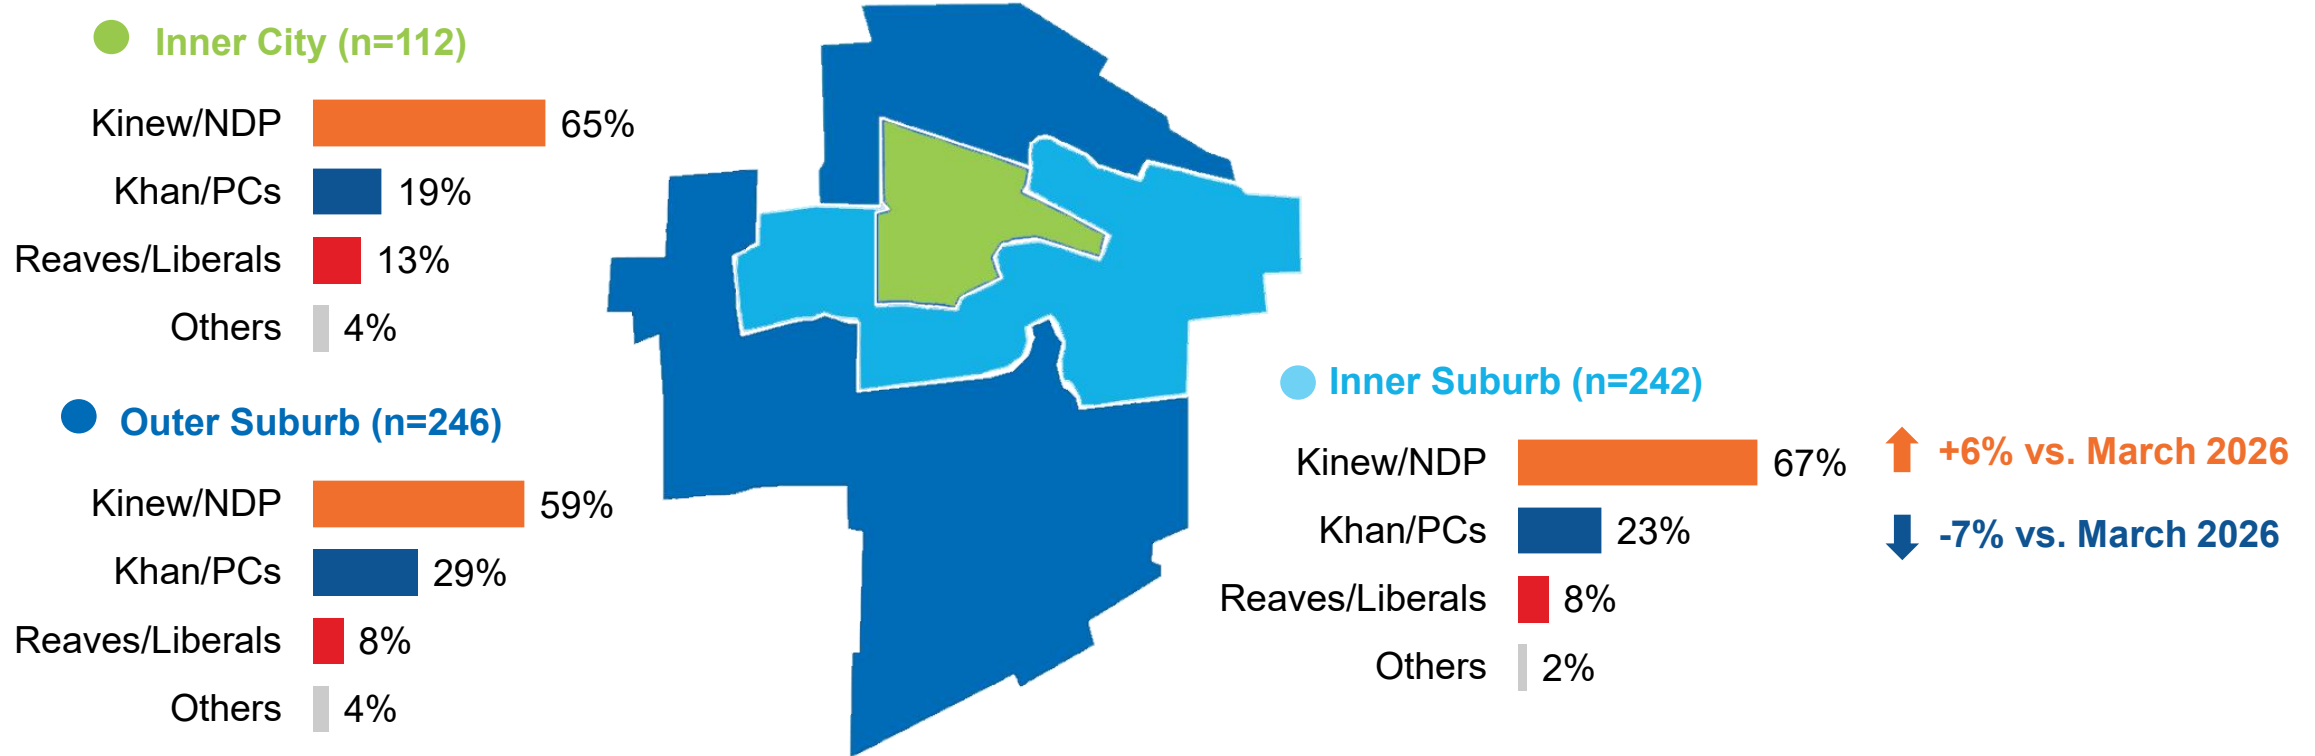 Inner City (n=112)
Kinew/NDP 65%
Khan/PCs 19%
Reaves/Liberals 13%
Others 4%
Outer Suburb (n=246)
Kinew/NDP 59%
Khan/PCs 29%
Reaves/Liberals 8%
Others 4%
Inner Suburb (n=242)
Kinew/NDP 67% +6% vs. March 2026
Khan/PCs 23% -7% vs. March 2026
Reaves/Liberals 8%
Others 2%